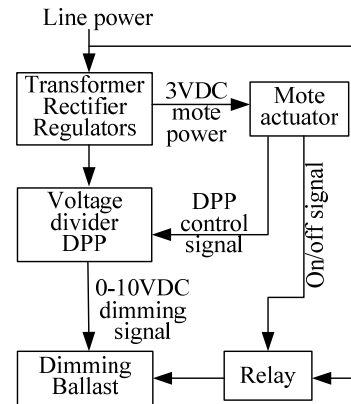 Line power
Transformer
Rectifier
Regulators
3VDC
mote
power
Mote
actuator
Voltage
divider
DPP
DPP
control
signal
On/off signal
0-10VDC
dimming
signal
Dimming
Ballast
Relay